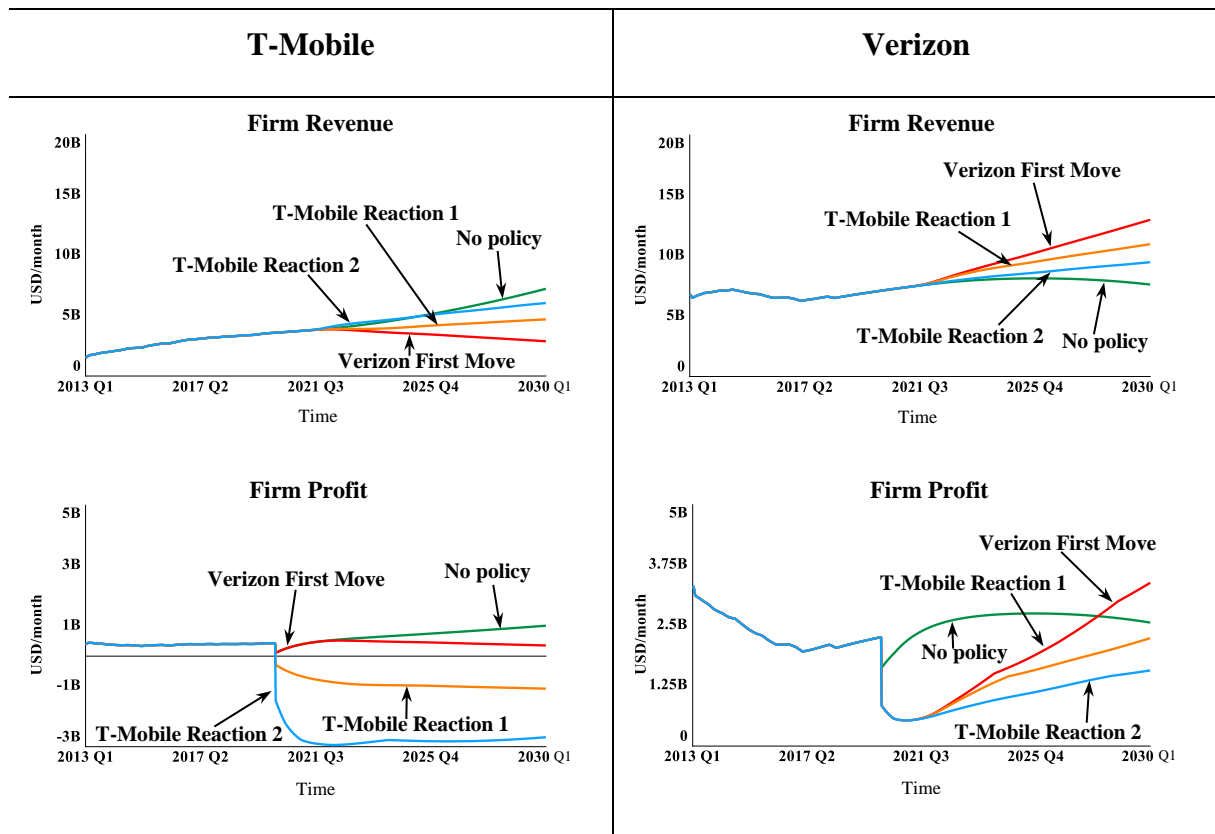 T-Mobile
Verizon
Firm Revenue
20B
15B
10B
5B
0
USD/month
T-Mobile Reaction 1
No policy
T-Mobile Reaction 2
Verizon First Move
2013 Q1 2017 Q2 2021 Q3 2025 Q4 2030 Q1
Time
Firm Revenue
20B
15B
10B
5B
0
USD/month
Verizon First Move
T-Mobile Reaction 1
T-Mobile Reaction 2
No policy
2013 Q1 2017 Q2 2021 Q3 2025 Q4 2030 Q1
Time
Firm Profit
5B
3B
1B
-1B
-3B
USD/month
Verizon First Move
No policy
T-Mobile Reaction 2
T-Mobile Reaction 1
2013 Q1 2017 Q2 2021 Q3 2025 Q4 2030 Q1
Time
Firm Profit
5B
3.75B
2.5B
1.25B
0
USD/month
Verizon First Move
T-Mobile Reaction 1
No policy
T-Mobile Reaction 2
2013 Q1 2017 Q2 2021 Q3 2025 Q4 2030 Q1
Time